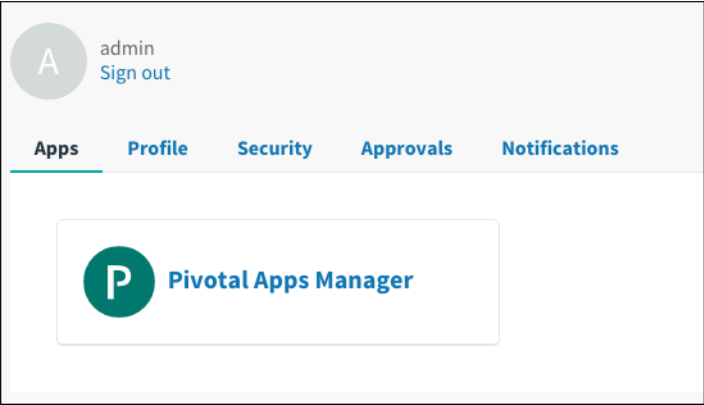 A
admin
Sign out
Apps Profile Security Approvals Notifications
P
Pivotal Apps Manager